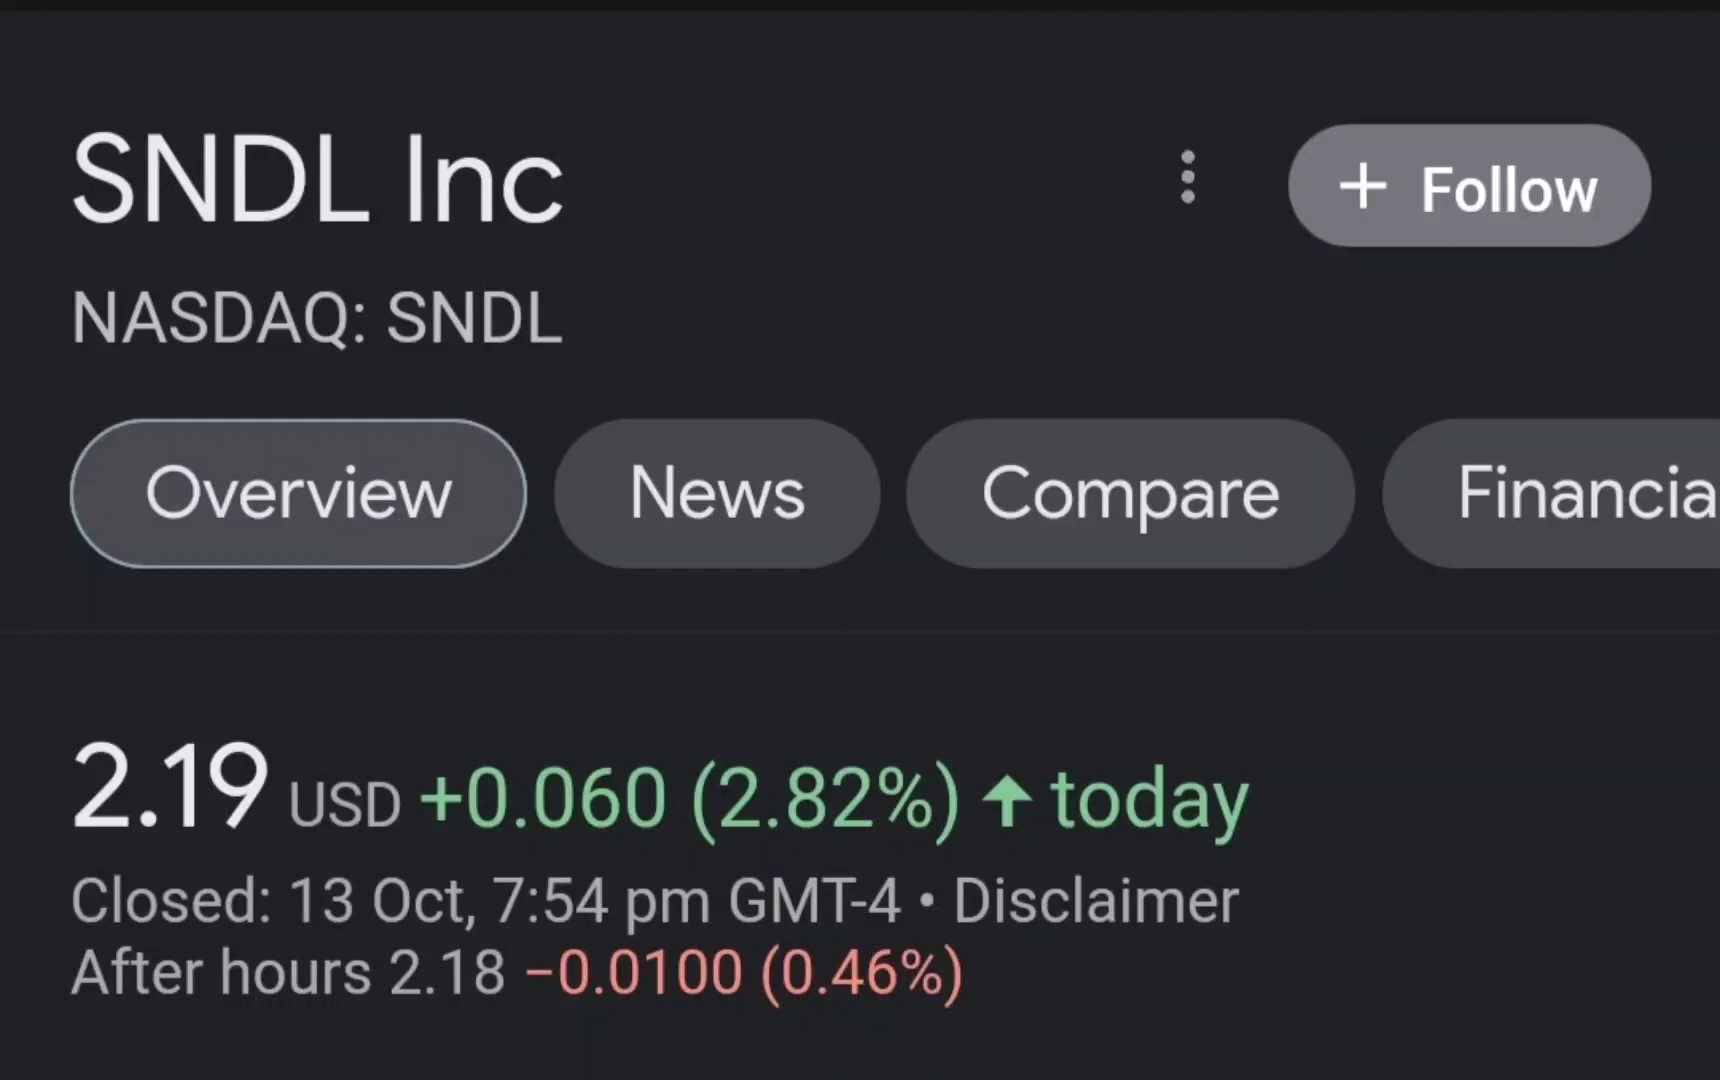 SNDL Inc
+ Follow
NASDAQ: SNDL
Overview News Compare Financia
2.19 USD +0.060 (2.82%) ↑ today
Closed: 13 Oct, 7:54 pm GMT-4 • Disclaimer
After hours 2.18 −0.0100 (0.46%)